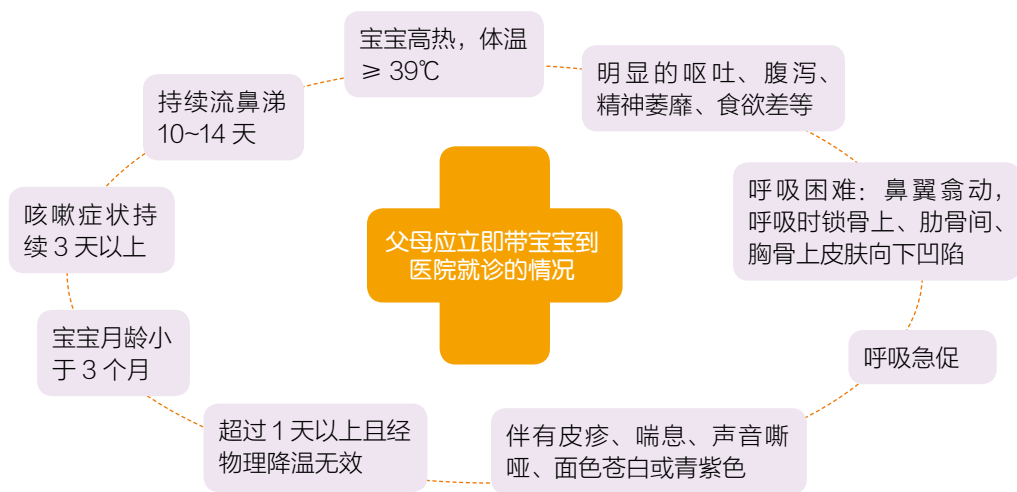 宝宝高热，体温
≥ 39℃
明显的呕吐、腹泻、
精神萎靡、食欲差等
持续流鼻涕
10~14 天
呼吸困难：鼻翼翕动，
呼吸时锁骨上、肋骨间、
胸骨上皮肤向下凹陷
咳嗽症状持
续 3 天以上
父母应立即带宝宝到
医院就诊的情况
宝宝月龄小
于 3 个月
呼吸急促
超过 1 天以上且经
物理降温无效
伴有皮疹、喘息、声音嘶
哑、面色苍白或青紫色